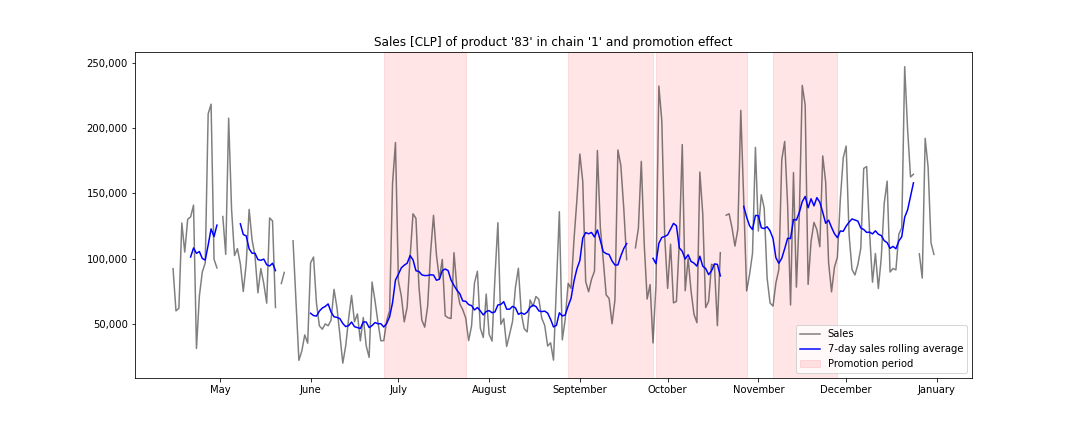 Sales [CLP] of product '83' in chain '1' and promotion effect
250,000
200,000
150,000
100,000
50,000
May June July August September October November December January
Sales
7-day sales rolling average
Promotion period